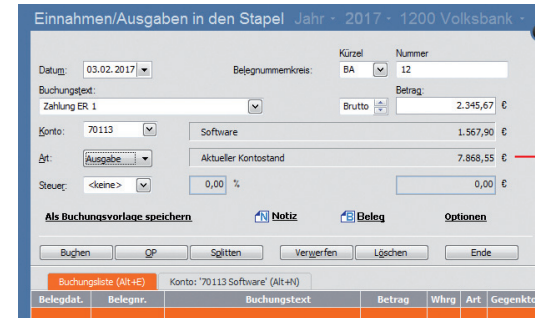 Einnahmen/Ausgaben in den Stapel Jahr - 2017 - 1200 Volksbank -
Kürzel Nummer
Datum: 03.02.2017 Belegnummernkreis: BA 12
Buchungstext: Betrag:
Zahlung ER 1 Brutto 2.345,67 €
Konto: 70113 Software 1.567,90 €
Art: Ausgabe Aktueller Kontostand 7.868,55 €
Steuer: <keine> 0,00 % 0,00 €
Als Buchungsvorlage speichern Notiz Beleg Optionen
Buchen OP Splitten Verwerfen Löschen Ende
Buchungsliste (Alt+E) Konto: '70113 Software' (Alt+N)
Belegdat. Belegnr. Buchungstext Betrag Whrg Art Gegenkto